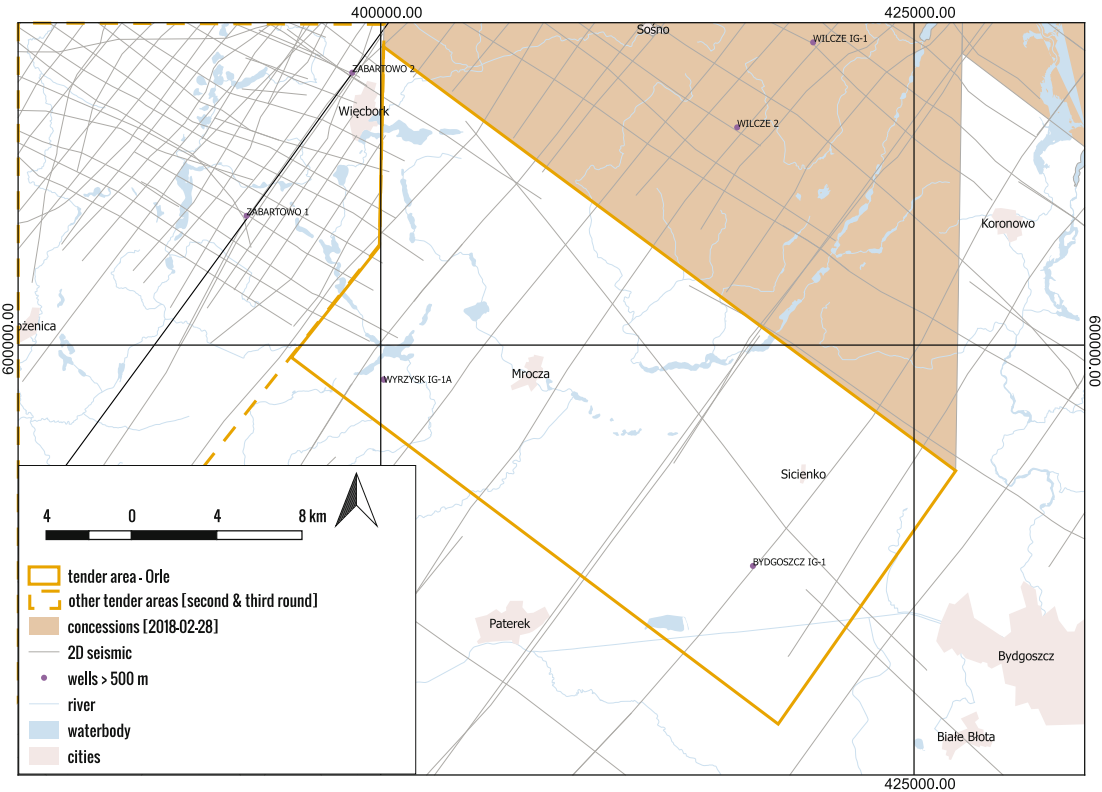 400000.00
425000.00
Sośno
WILCZE IG-1
ZABARTOWO 2
Więcbork
WILCZE 2
ZABARTOWO 1
Koronowo
ożenica
600000.00
600000.00
WYRZYSK IG-1A
Mrocza
Sicienko
BYDGOSZCZ IG-1
Paterek
Bydgoszcz
Białe Błota
425000.00
4 0 4 8 km
tender area - Orle
other tender areas [second & third round]
concessions [2018-02-28]
2D seismic
wells > 500 m
river
waterbody
cities